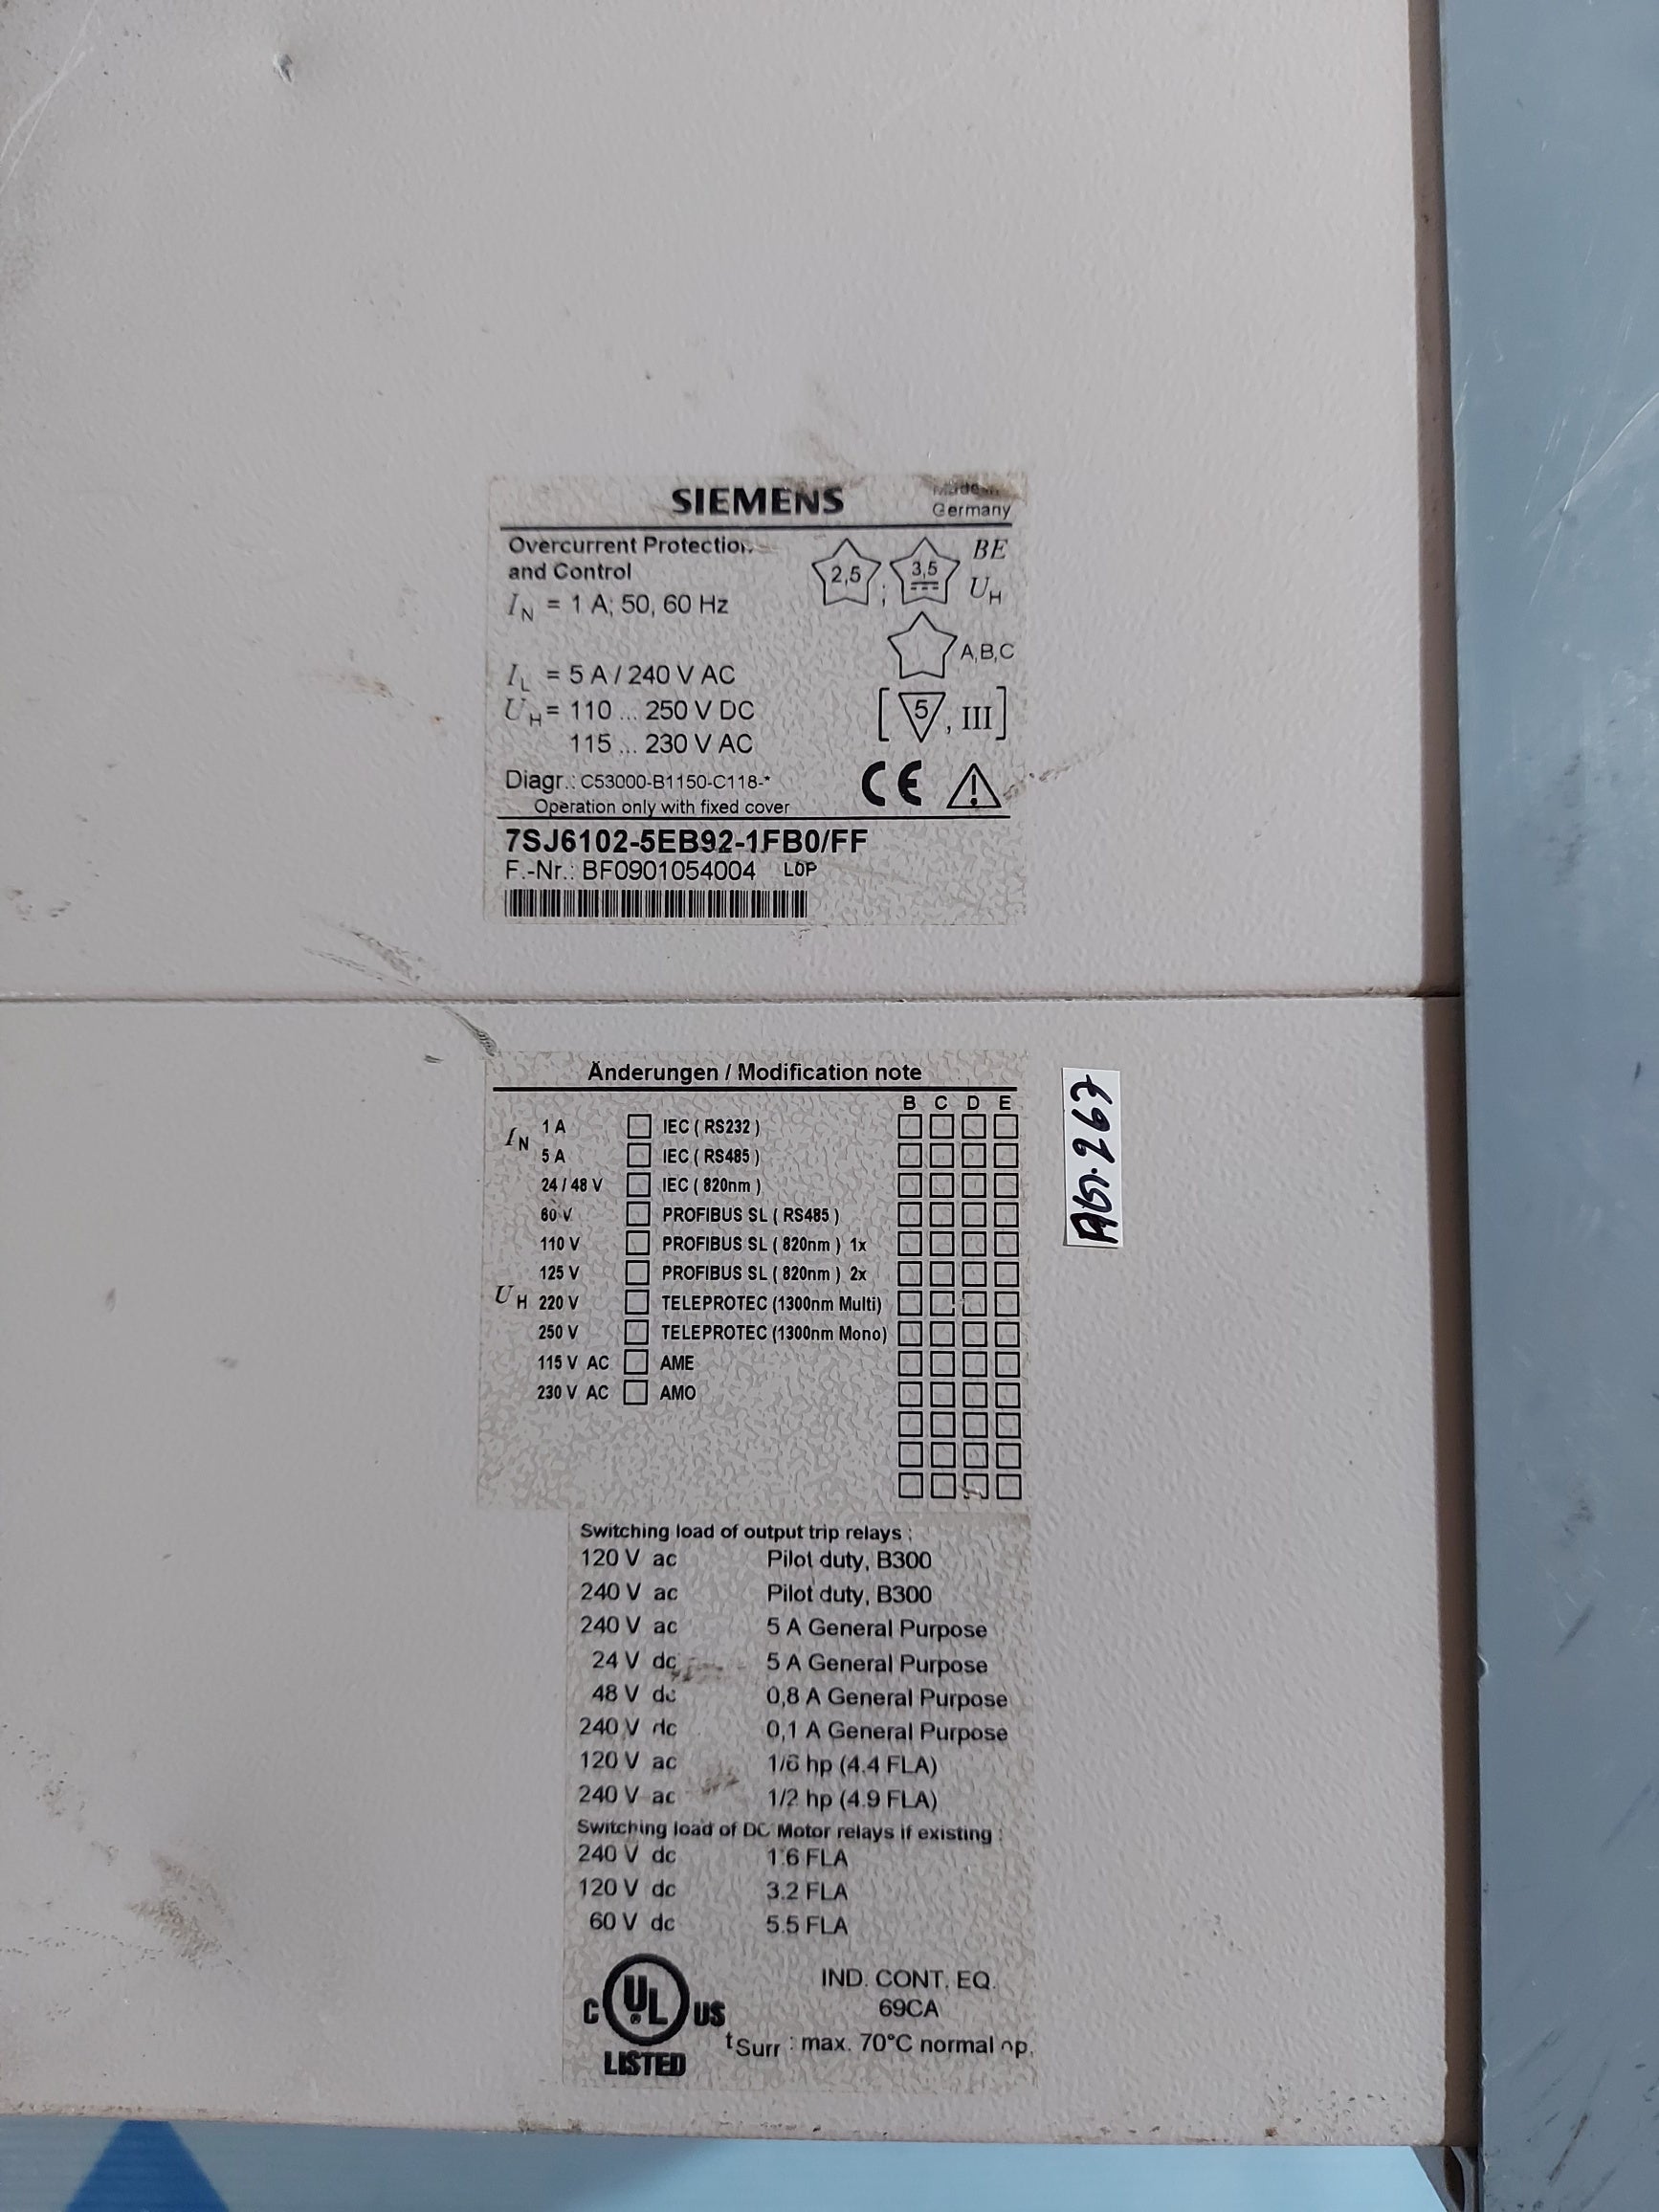 SIEMENS
Made in
Germany
Overcurrent Protection
and Control
IN = 1 A; 50, 60 Hz
2,5 ; 3,5 BE
UH
A,B,C
IL = 5 A / 240 V AC
UH = 110 ... 250 V DC
115 ... 230 V AC
[5, III]
Diagr.: C53000-B1150-C118-*
CE
Operation only with fixed cover
7SJ6102-5EB92-1FB0/FF
F.-Nr.: BF0901054004 LOP
Änderungen / Modification note
B C D E
IN 1 A IEC ( RS232 )
5 A IEC ( RS485 )
24 / 48 V IEC ( 820nm )
60 V PROFIBUS SL ( RS485 )
110 V PROFIBUS SL ( 820nm ) 1x
125 V PROFIBUS SL ( 820nm ) 2x
UH 220 V TELEPROTEC (1300nm Multi)
250 V TELEPROTEC (1300nm Mono)
115 V AC AME
230 V AC AMO
Switching load of output trip relays :
120 V ac Pilot duty, B300
240 V ac Pilot duty, B300
240 V ac 5 A General Purpose
24 V dc 5 A General Purpose
48 V dc 0,8 A General Purpose
240 V dc 0,1 A General Purpose
120 V ac 1/6 hp (4.4 FLA)
240 V ac 1/2 hp (4.9 FLA)
Switching load of DC Motor relays if existing :
240 V dc 1.6 FLA
120 V dc 3.2 FLA
60 V dc 5.5 FLA
C UL ® US
LISTED
IND. CONT. EQ.
69CA
tSurr : max. 70°C normal op.